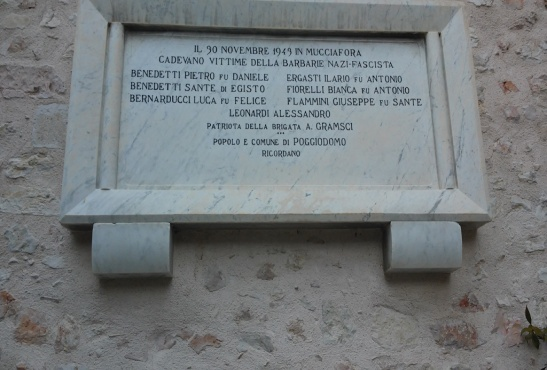 IL 30 NOVEMBRE 1943 IN MUCCIAFORA
CADEVANO VITTIME DELLA BARBARIE NAZI-FASCISTA
BENEDETTI PIETRO FU DANIELE ERGASTI ILARIO FU ANTONIO
BENEDETTI SANTE DI EGISTO FIORELLI BIANCA FU ANTONIO
BERNARDUCCI LUCA FU FELICE FLAMMINI GIUSEPPE FU SANTE
LEONARDI ALESSANDRO
PATRIOTA DELLA BRIGATA A. GRAMSCI
***
POPOLO E COMUNE DI POGGIODOMO
RICORDANO